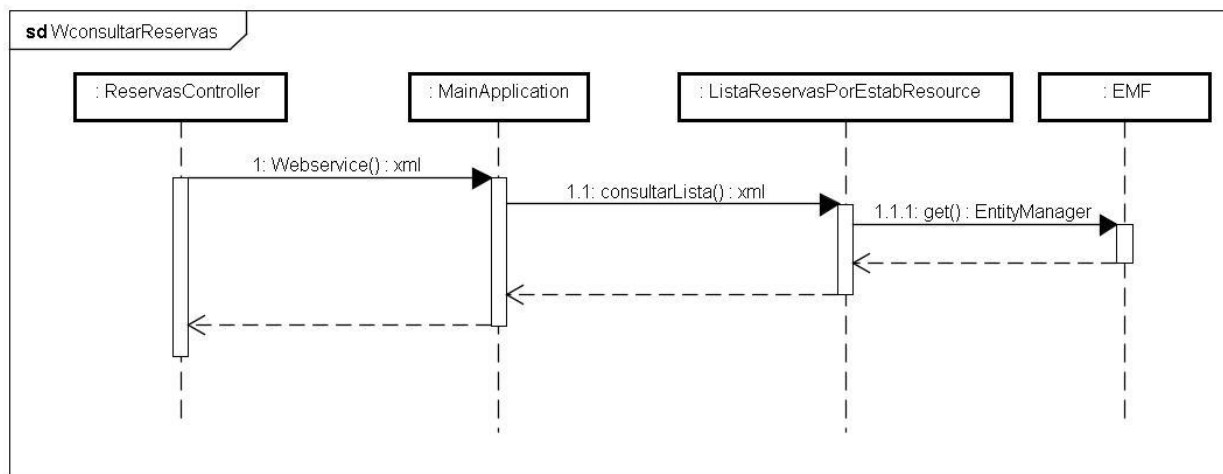 sd WconsultarReservas
: ReservasController
: MainApplication
: ListaReservasPorEstabResource
: EMF
1: Webservice() : xml
1.1: consultarLista() : xml
1.1.1: get() : EntityManager